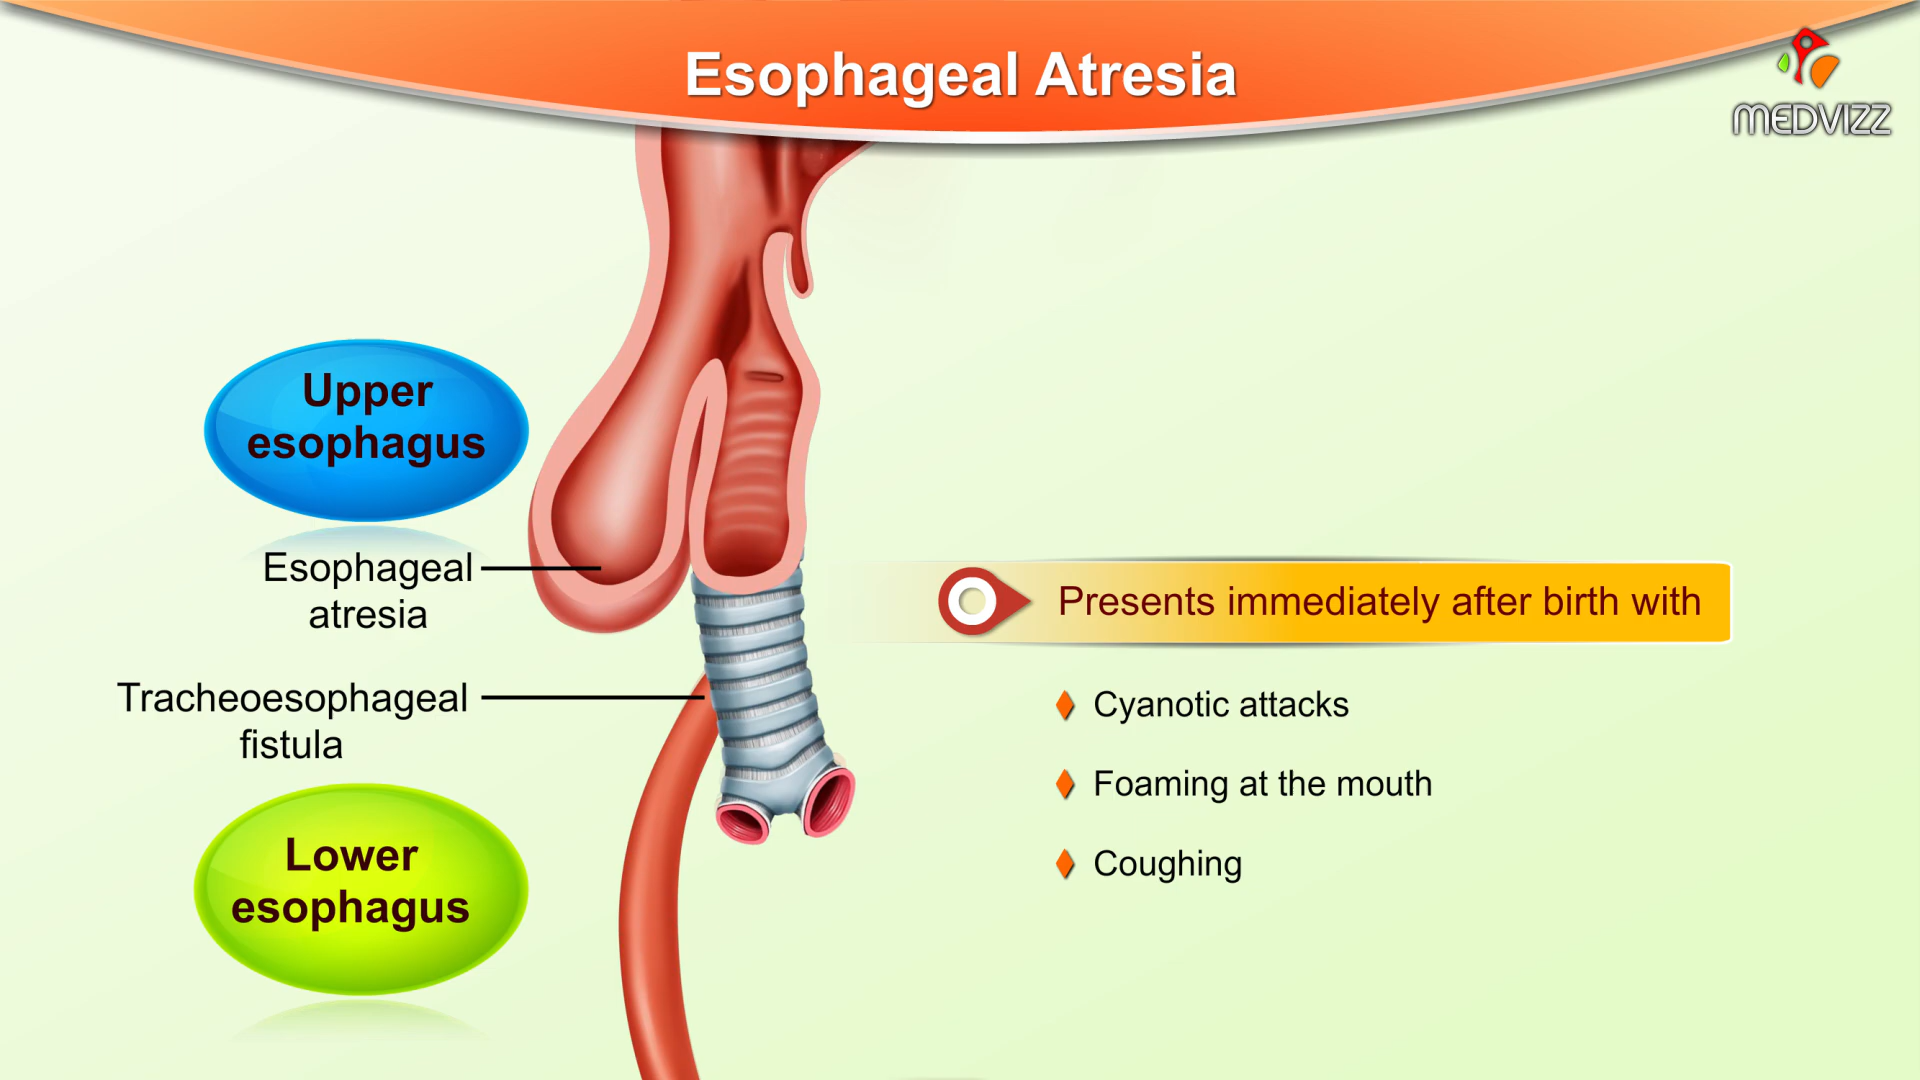 Esophageal Atresia
MEDVIZZ
Upper
esophagus
Esophageal
atresia
Tracheoesophageal
fistula
Lower
esophagus
Presents immediately after birth with
Cyanotic attacks
Foaming at the mouth
Coughing